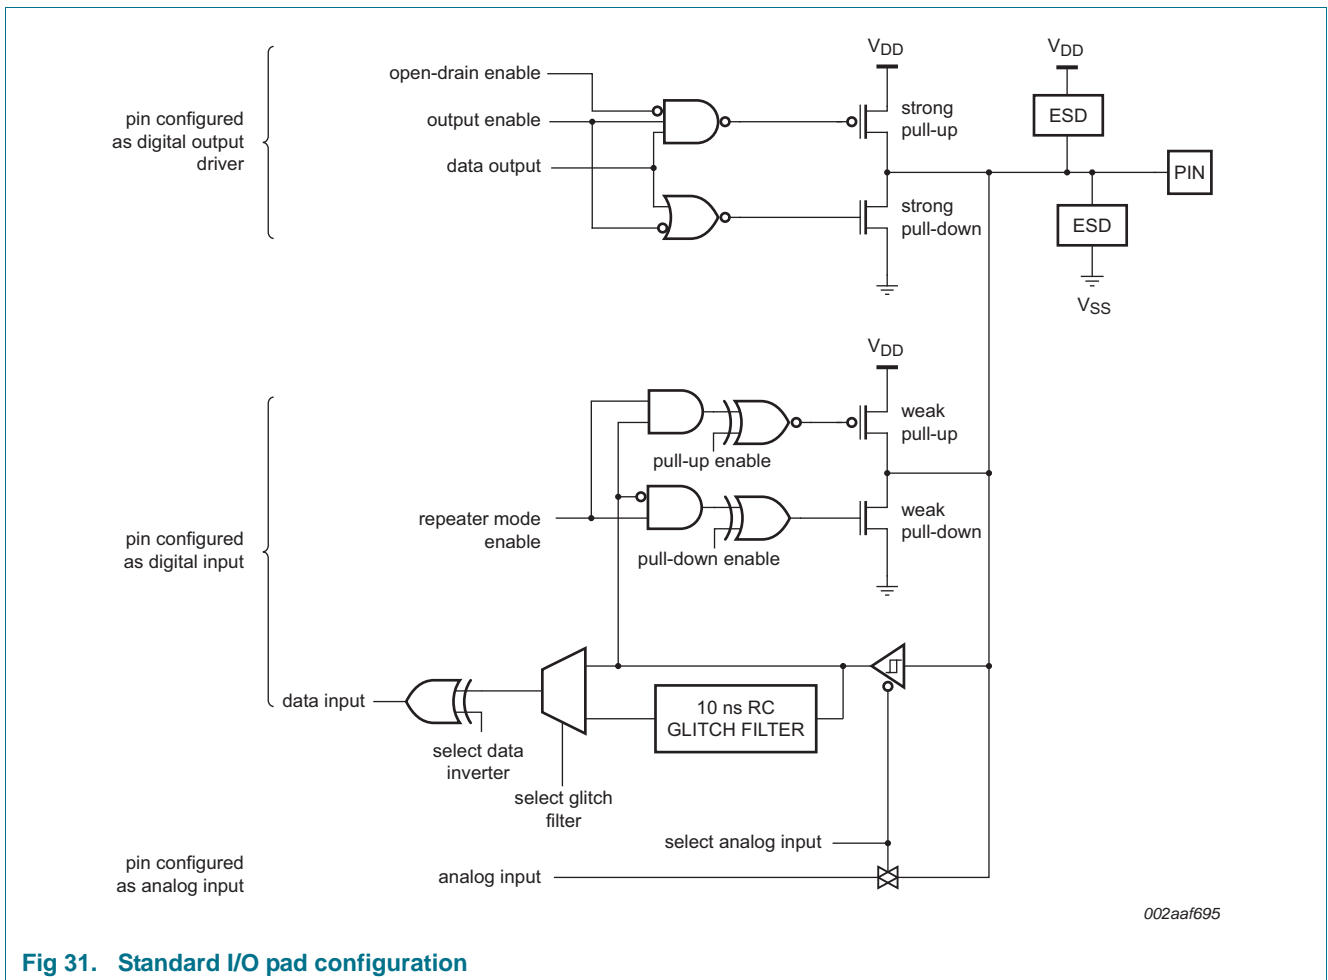 VDD
VDD
open-drain enable
strong
pull-up
ESD
pin configured
as digital output
driver
output enable
data output
PIN
strong
pull-down
ESD
VSS
VDD
weak
pull-up
pull-up enable
repeater mode
enable
weak
pull-down
pin configured
as digital input
pull-down enable
data input
10 ns RC
GLITCH FILTER
select data
inverter
select glitch
filter
select analog input
pin configured
as analog input
analog input
002aaf695
Fig 31. Standard I/O pad configuration